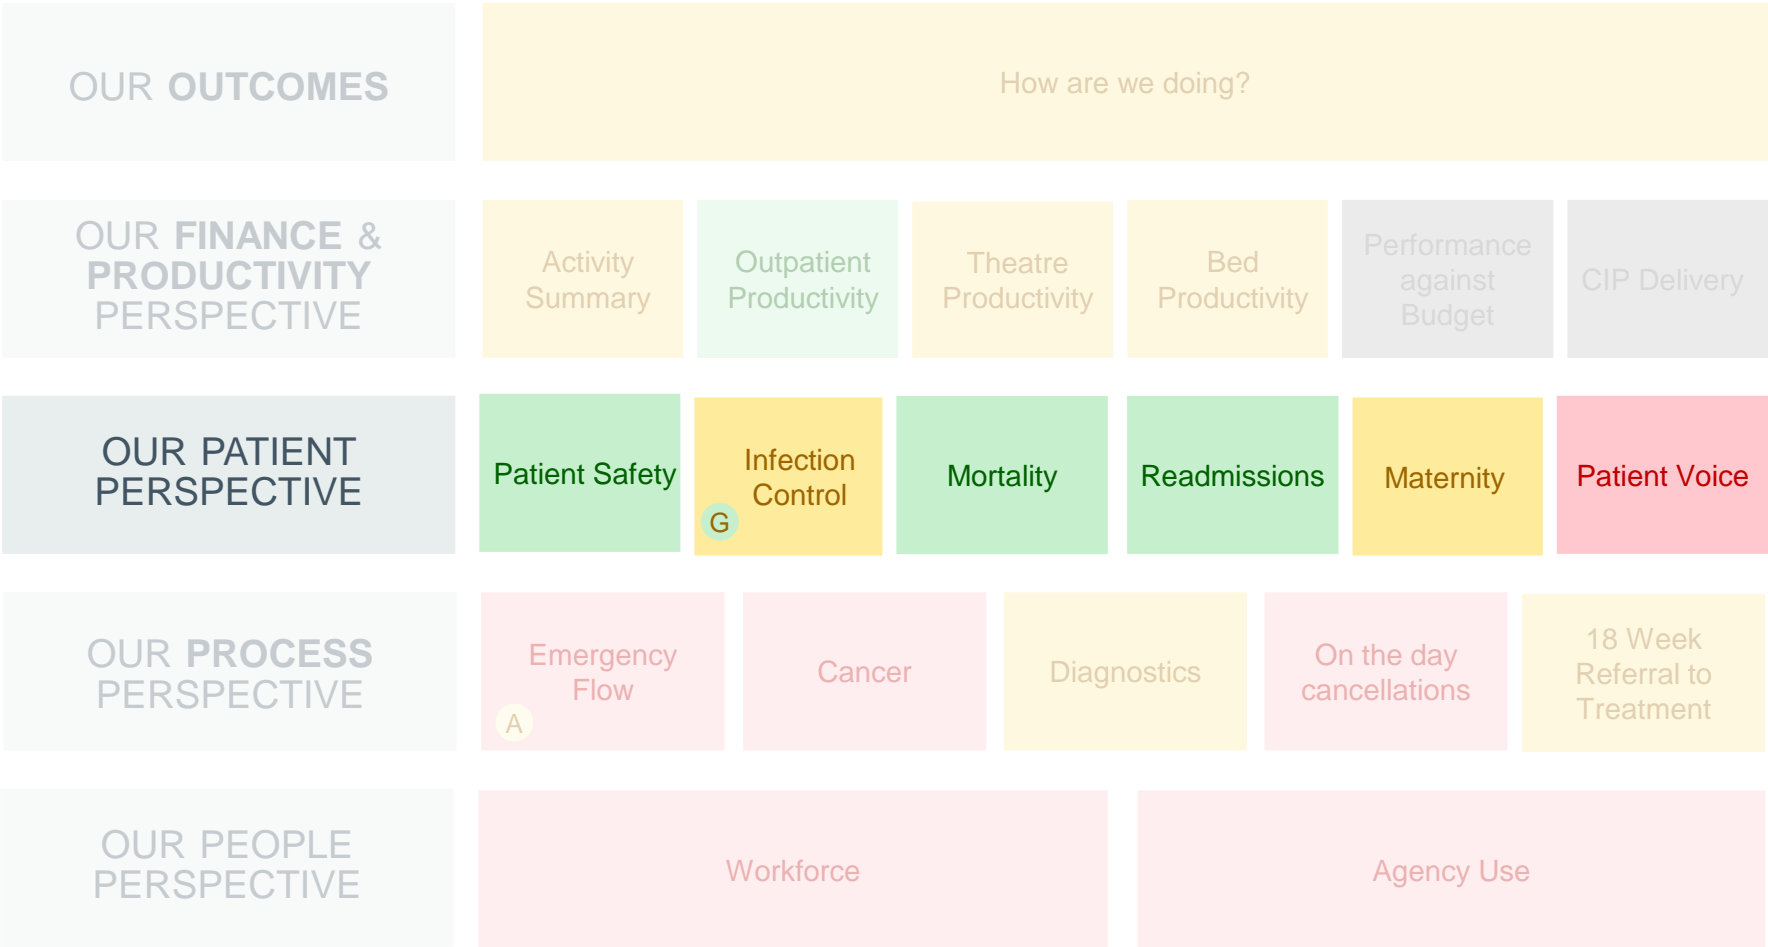 OUR OUTCOMES
How are we doing?
OUR FINANCE &
PRODUCTIVITY
PERSPECTIVE
Activity
Summary
Outpatient
Productivity
Theatre
Productivity
Bed
Productivity
Performance
against
Budget
CIP Delivery
OUR PATIENT
PERSPECTIVE
Patient Safety
Infection
Control
G
Mortality
Readmissions
Maternity
Patient Voice
OUR PROCESS
PERSPECTIVE
Emergency
Flow
A
Cancer
Diagnostics
On the day
cancellations
18 Week
Referral to
Treatment
OUR PEOPLE
PERSPECTIVE
Workforce
Agency Use